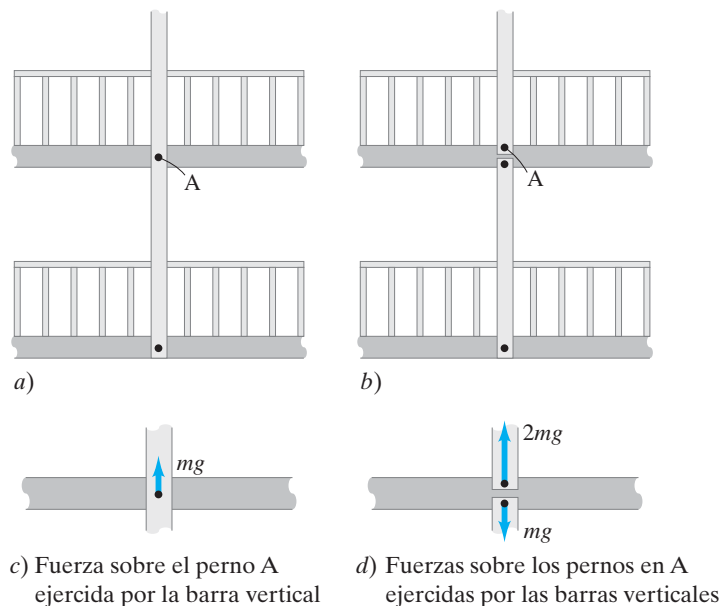 A
A
a)
b)
mg
2mg
mg
c) Fuerza sobre el perno A
ejercida por la barra vertical
d) Fuerzas sobre los pernos en A
ejercidas por las barras verticales